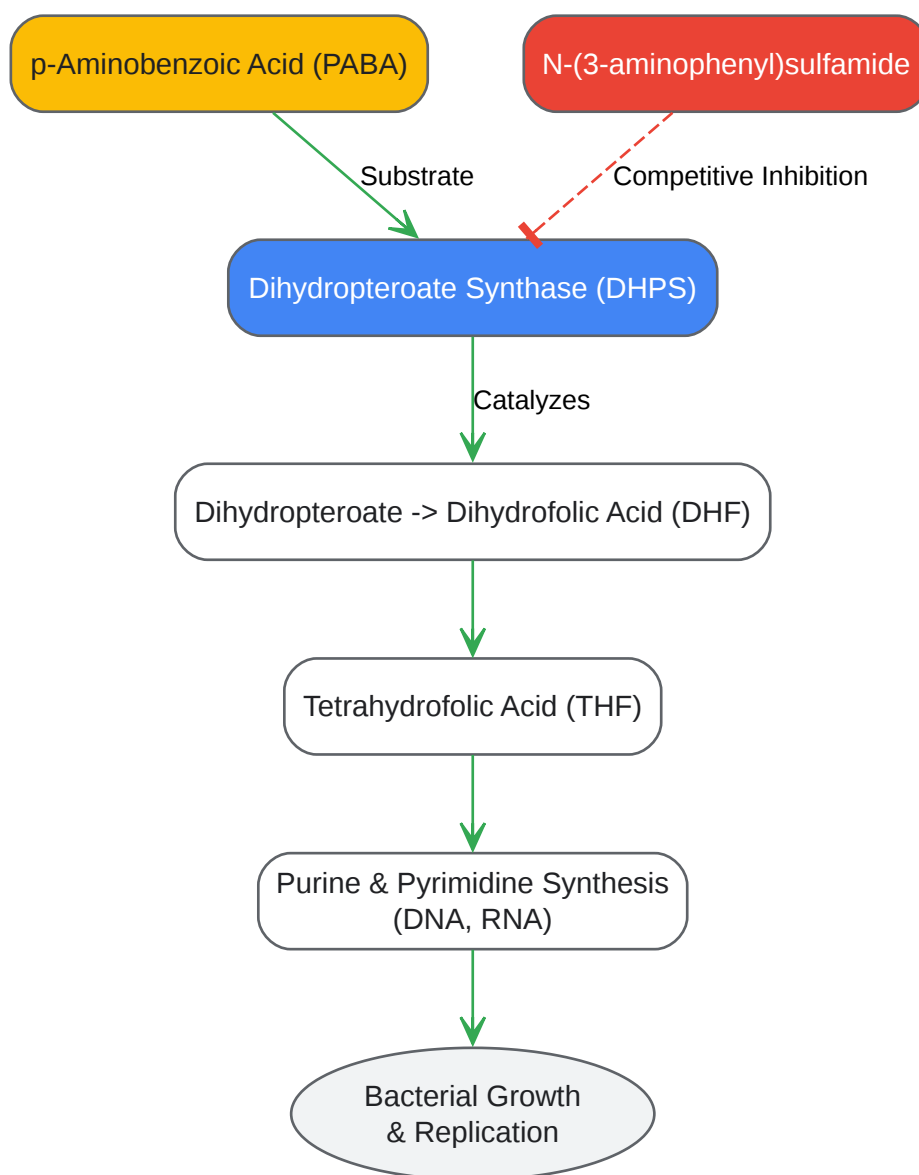 p-Aminobenzoic Acid (PABA)
N-(3-aminophenyl)sulfamide
Substrate
Competitive Inhibition
Dihydropteroate Synthase (DHPS)
Catalyzes
Dihydropteroate -> Dihydrofolic Acid (DHF)
Tetrahydrofolic Acid (THF)
Purine & Pyrimidine Synthesis
(DNA, RNA)
Bacterial Growth
& Replication